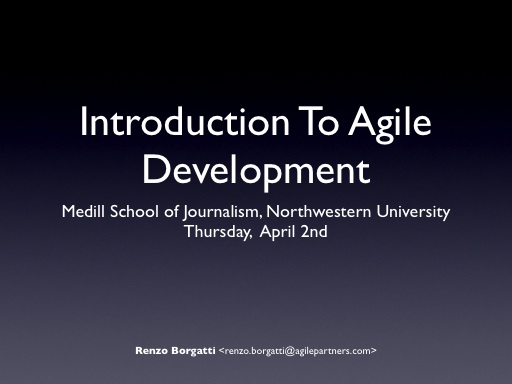 Introduction To Agile
Development
Medill School of Journalism, Northwestern University
Thursday, April 2nd
Renzo Borgatti <renzo.borgatti@agilepartners.com>